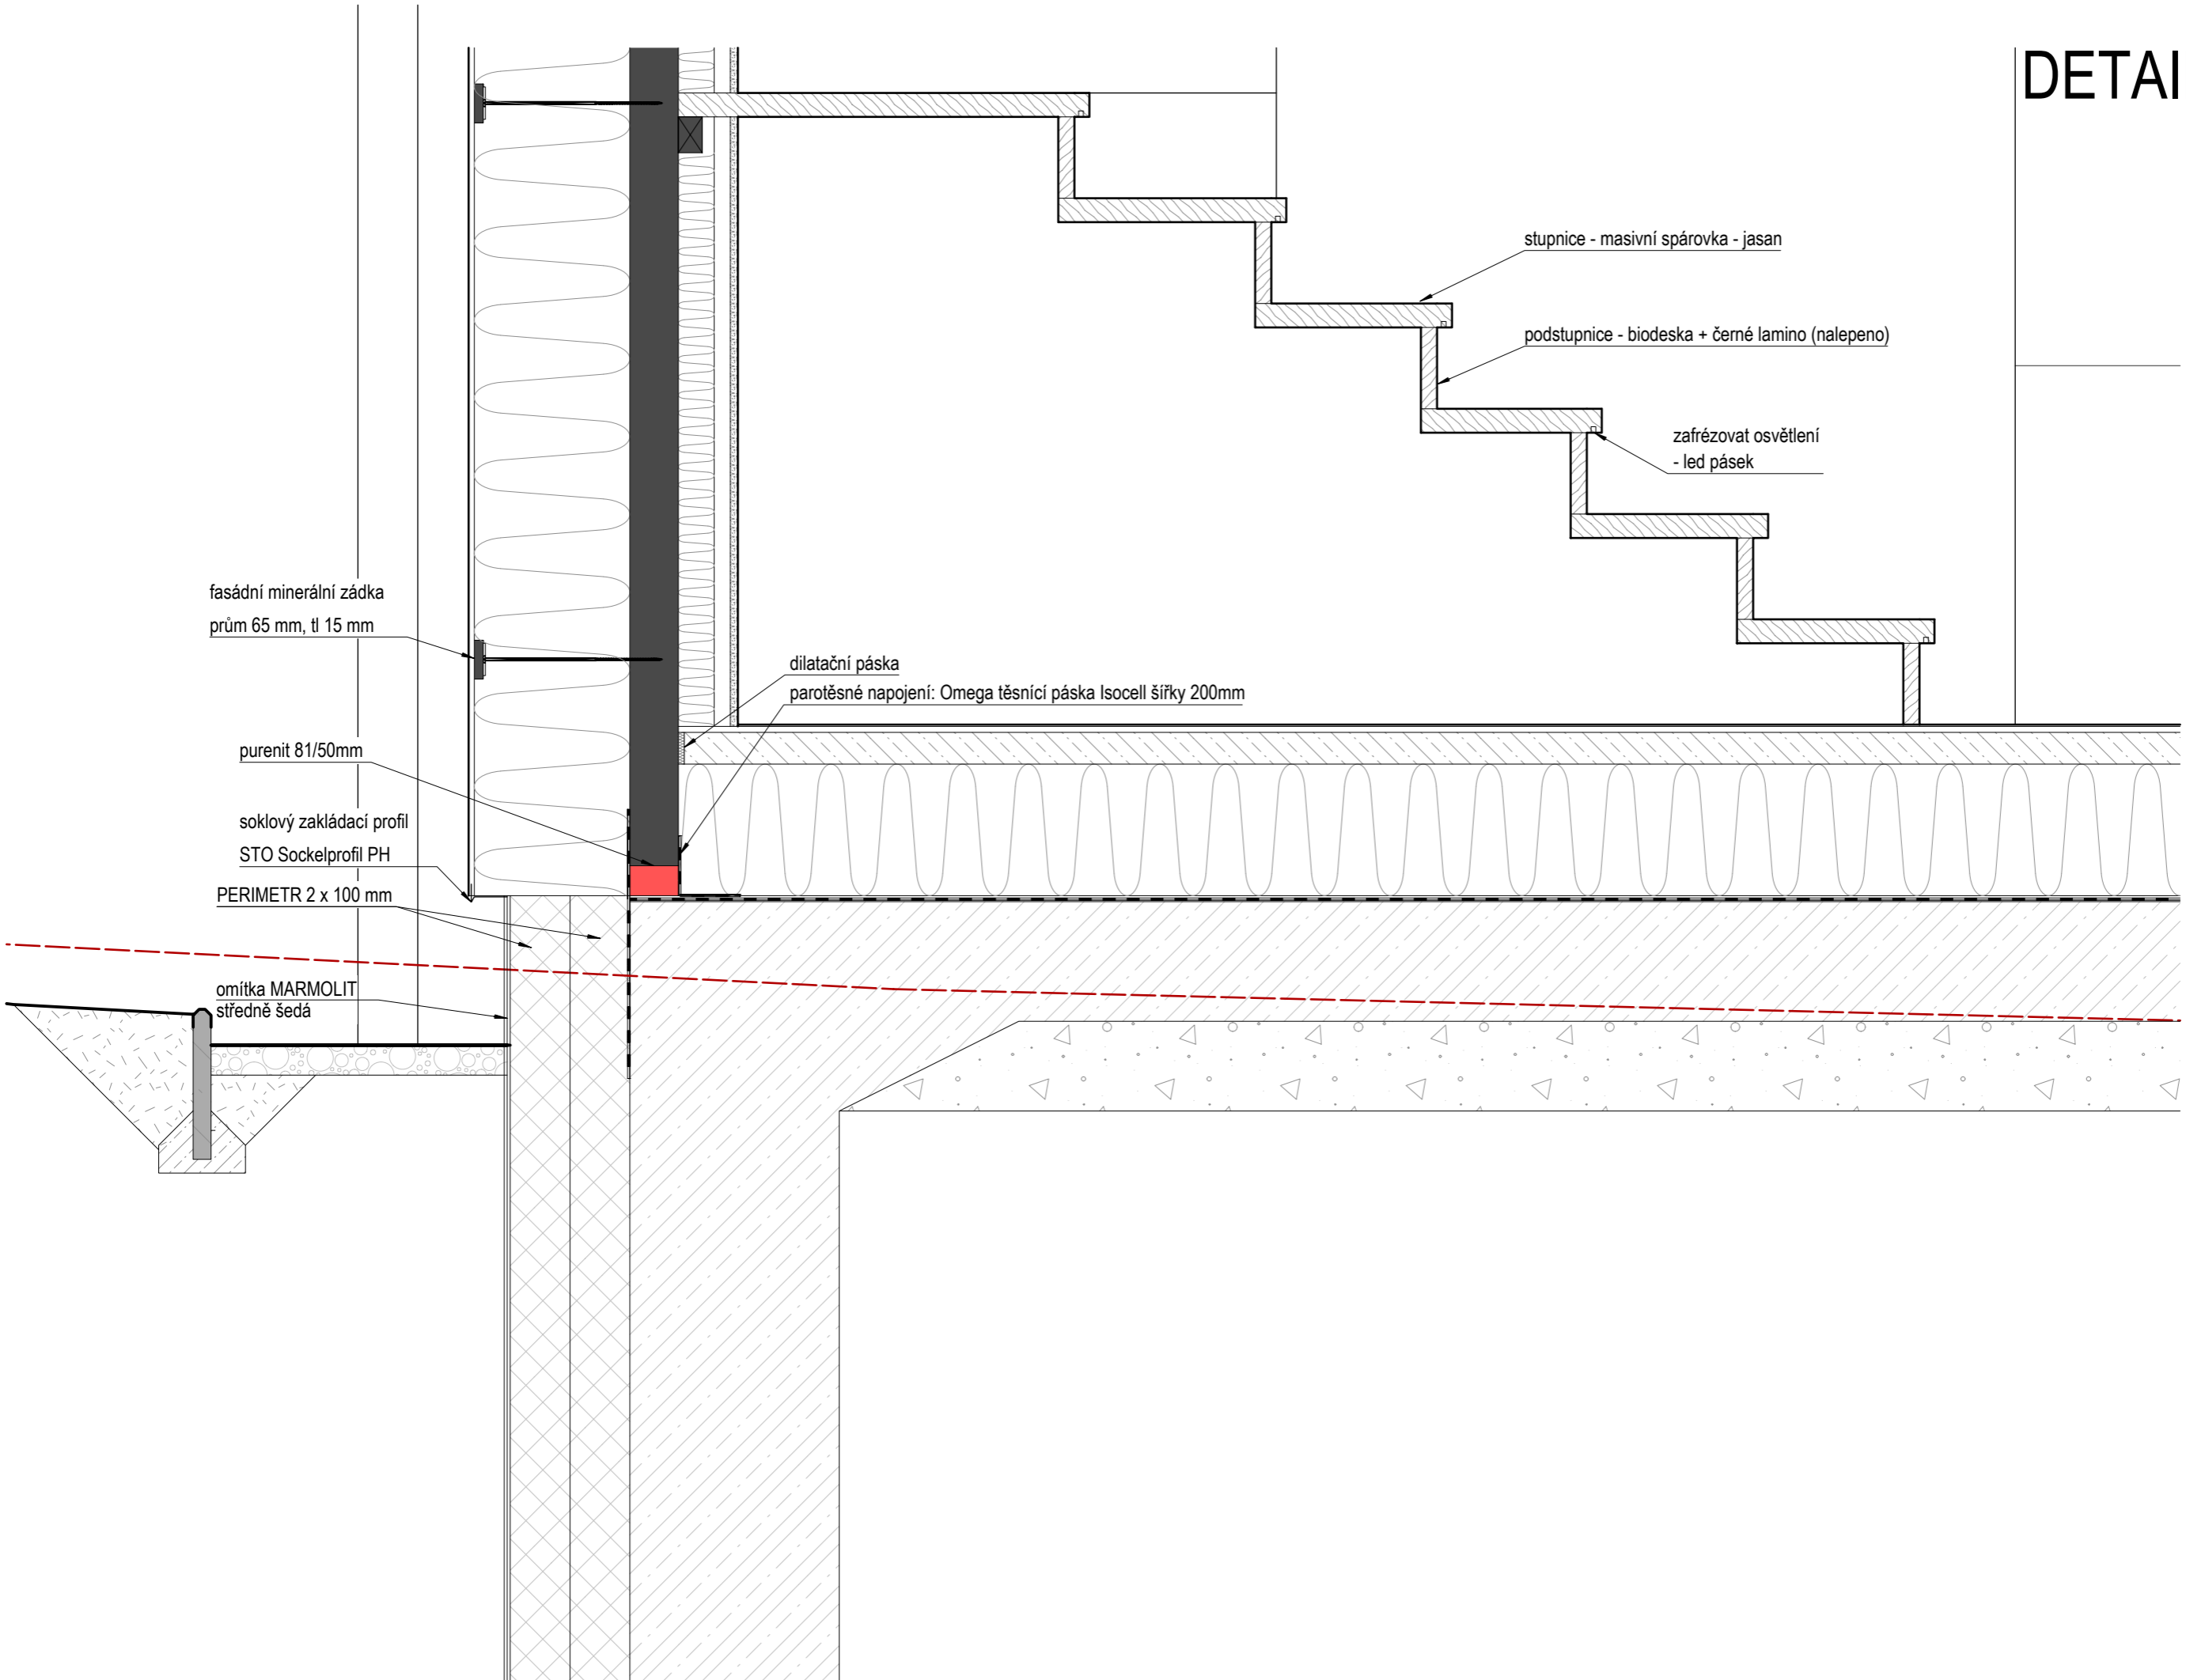 DETAI
stupnice - masivní spárovka - jasan
podstupnice - biodeska + černé lamino (nalepeno)
zafrézovat osvětlení
- led pásek
fasádní minerální zádka
prům 65 mm, tl 15 mm
dilatační páska
parotěsné napojení: Omega těsnící páska Isocell šířky 200mm
purenit 81/50mm
soklový zakládací profil
STO Sockelprofil PH
PERIMETR 2 x 100 mm
omítka MARMOLIT
středně šedá